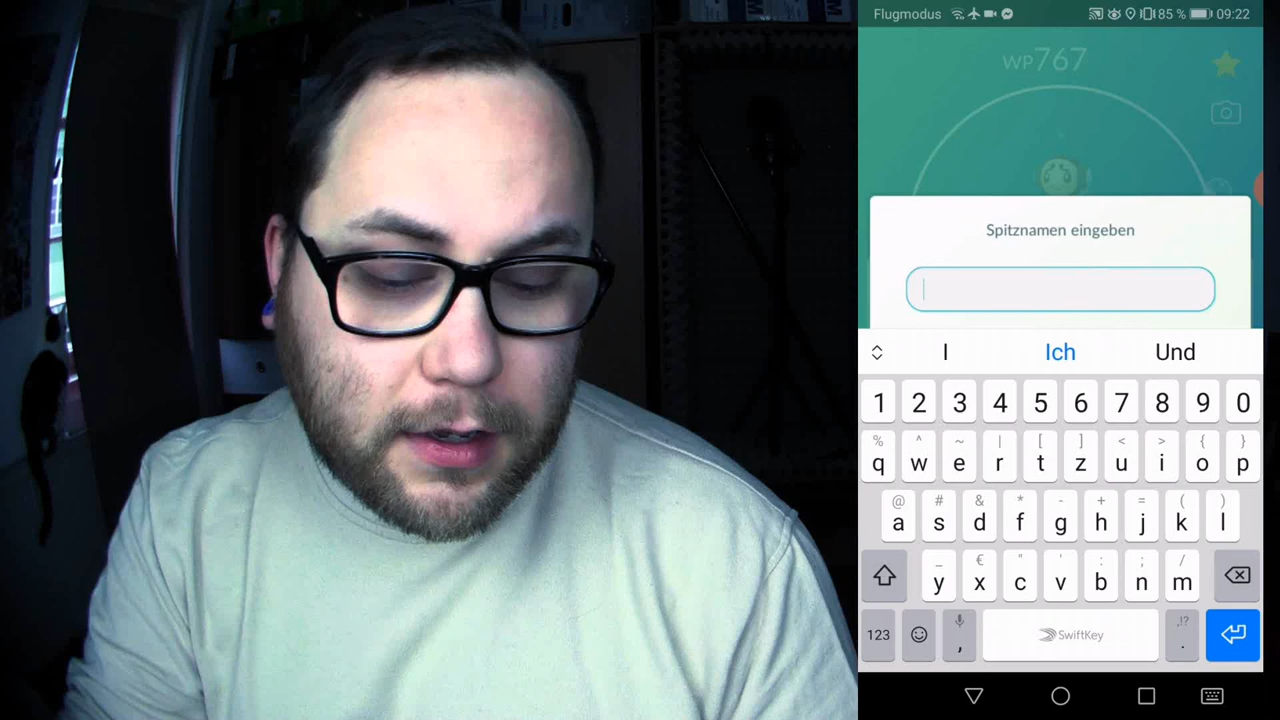 Flugmodus 85 % 09:22
WP767
Spitznamen eingeben
I Ich Und
1 2 3 4 5 6 7 8 9 0
% ^ ~ | [ ] < > { }
q w e r t z u i o p
@ # & * - + = ( )
a s d f g h j k l
_ € " ' : ; /
y x c v b n m
123 , SwiftKey ,!? .